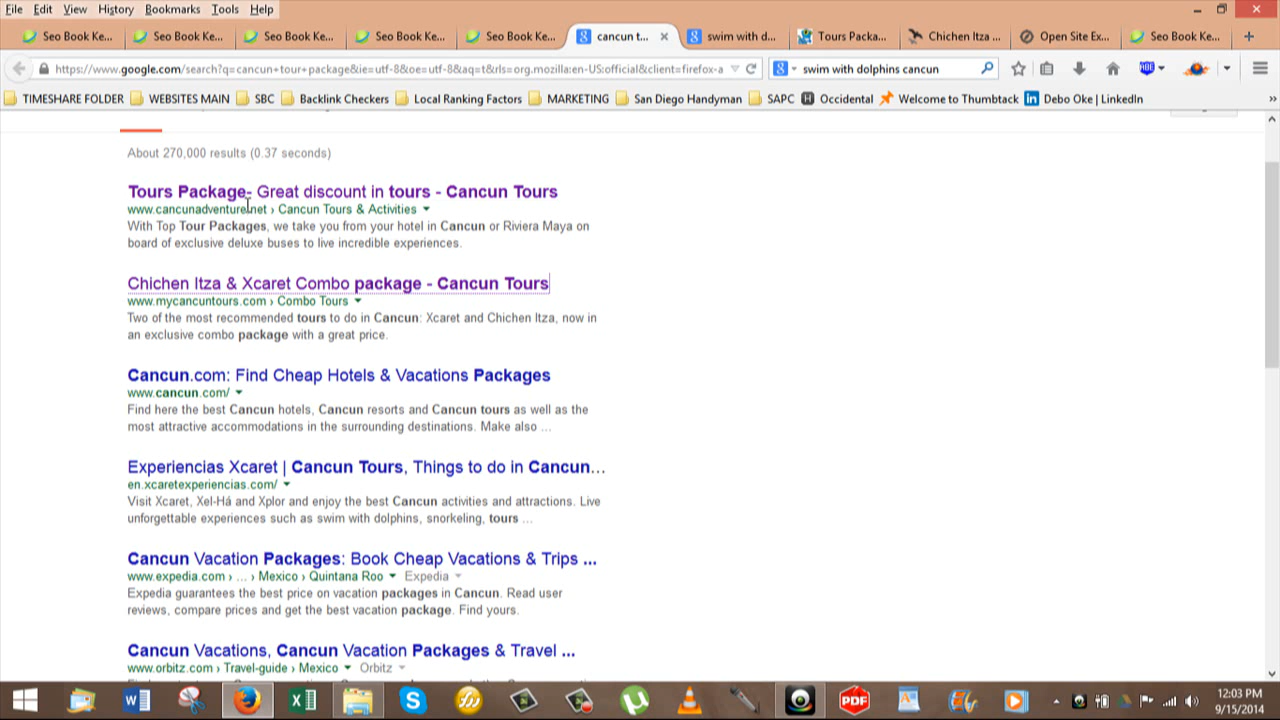 File Edit View History Bookmarks Tools Help
Seo Book Ke... Seo Book Ke... Seo Book Ke... Seo Book Ke... Seo Book Ke... cancun t... swim with d... Tours Packa... Chichen Itza ... Open Site Ex... Seo Book Ke...
https://www.google.com/search?q=cancun+tour+package&ie=utf-8&oe=utf-8&aq=t&rls=org.mozilla:en-US:official&client=firefox-a swim with dolphins cancun
TIMESHARE FOLDER WEBSITES MAIN SBC Backlink Checkers Local Ranking Factors MARKETING San Diego Handyman SAPC Occidental Welcome to Thumbtack Debo Oke | LinkedIn
About 270,000 results (0.37 seconds)
Tours Package- Great discount in tours - Cancun Tours
www.cancunadventure.net › Cancun Tours & Activities
With Top Tour Packages, we take you from your hotel in Cancun or Riviera Maya on
board of exclusive deluxe buses to live incredible experiences.
Chichen Itza & Xcaret Combo package - Cancun Tours
www.mycancuntours.com › Combo Tours
Two of the most recommended tours to do in Cancun: Xcaret and Chichen Itza, now in
an exclusive combo package with a great price.
Cancun.com: Find Cheap Hotels & Vacations Packages
www.cancun.com/
Find here the best Cancun hotels, Cancun resorts and Cancun tours as well as the
most attractive accommodations in the surrounding destinations. Make also ...
Experiencias Xcaret | Cancun Tours, Things to do in Cancun...
en.xcaretexperiencias.com/
Visit Xcaret, Xel-Há and Xplor and enjoy the best Cancun activities and attractions. Live
unforgettable experiences such as swim with dolphins, snorkeling, tours ...
Cancun Vacation Packages: Book Cheap Vacations & Trips ...
www.expedia.com › ... › Mexico › Quintana Roo Expedia
Expedia guarantees the best price on vacation packages in Cancun. Read user
reviews, compare prices and get the best vacation package. Find yours.
Cancun Vacations, Cancun Vacation Packages & Travel ...
www.orbitz.com › Travel-guide › Mexico Orbitz
12:03 PM
9/15/2014